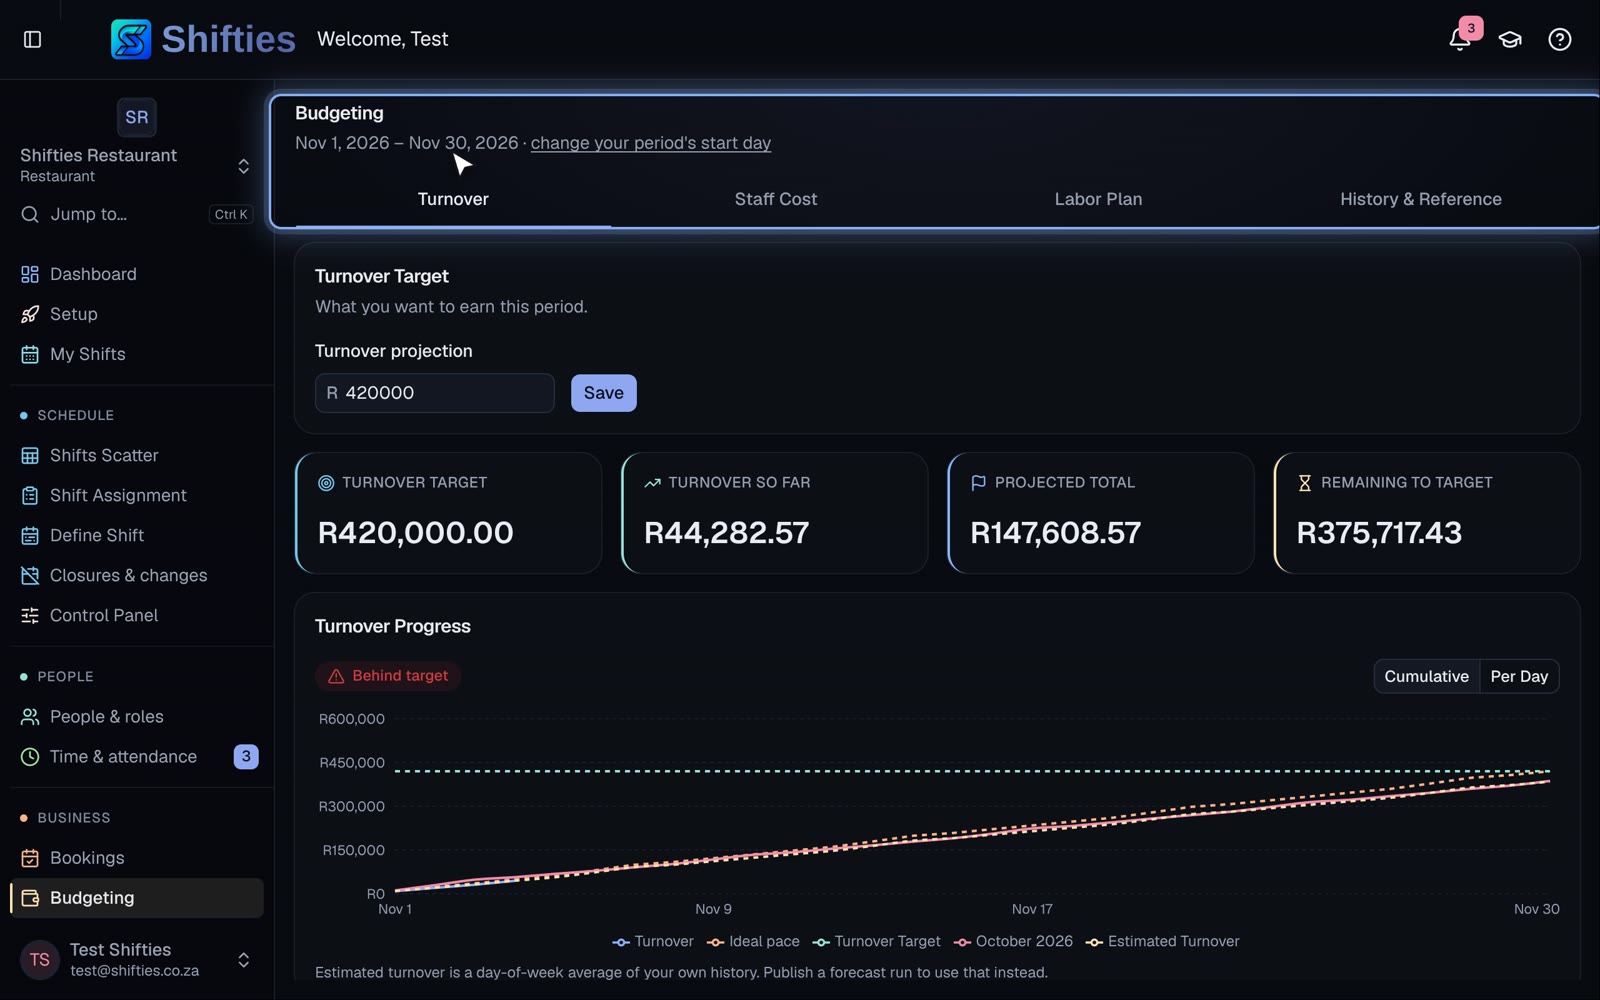 Shifties
Welcome, Test
3
SR
Shifties Restaurant
Restaurant
Jump to...
Ctrl K
Dashboard
Setup
My Shifts
SCHEDULE
Shifts Scatter
Shift Assignment
Define Shift
Closures & changes
Control Panel
PEOPLE
People & roles
Time & attendance 3
BUSINESS
Bookings
Budgeting
TS
Test Shifties
test@shifties.co.za
Budgeting
Nov 1, 2026 – Nov 30, 2026 · change your period's start day
Turnover Staff Cost Labor Plan History & Reference
Turnover Target
What you want to earn this period.
Turnover projection
R 420000 Save
TURNOVER TARGET
R420,000.00
TURNOVER SO FAR
R44,282.57
PROJECTED TOTAL
R147,608.57
REMAINING TO TARGET
R375,717.43
Turnover Progress
Behind target
Cumulative Per Day
R600,000
R450,000
R300,000
R150,000
R0
Nov 1 Nov 9 Nov 17 Nov 30
Turnover Ideal pace Turnover Target October 2026 Estimated Turnover
Estimated turnover is a day-of-week average of your own history. Publish a forecast run to use that instead.